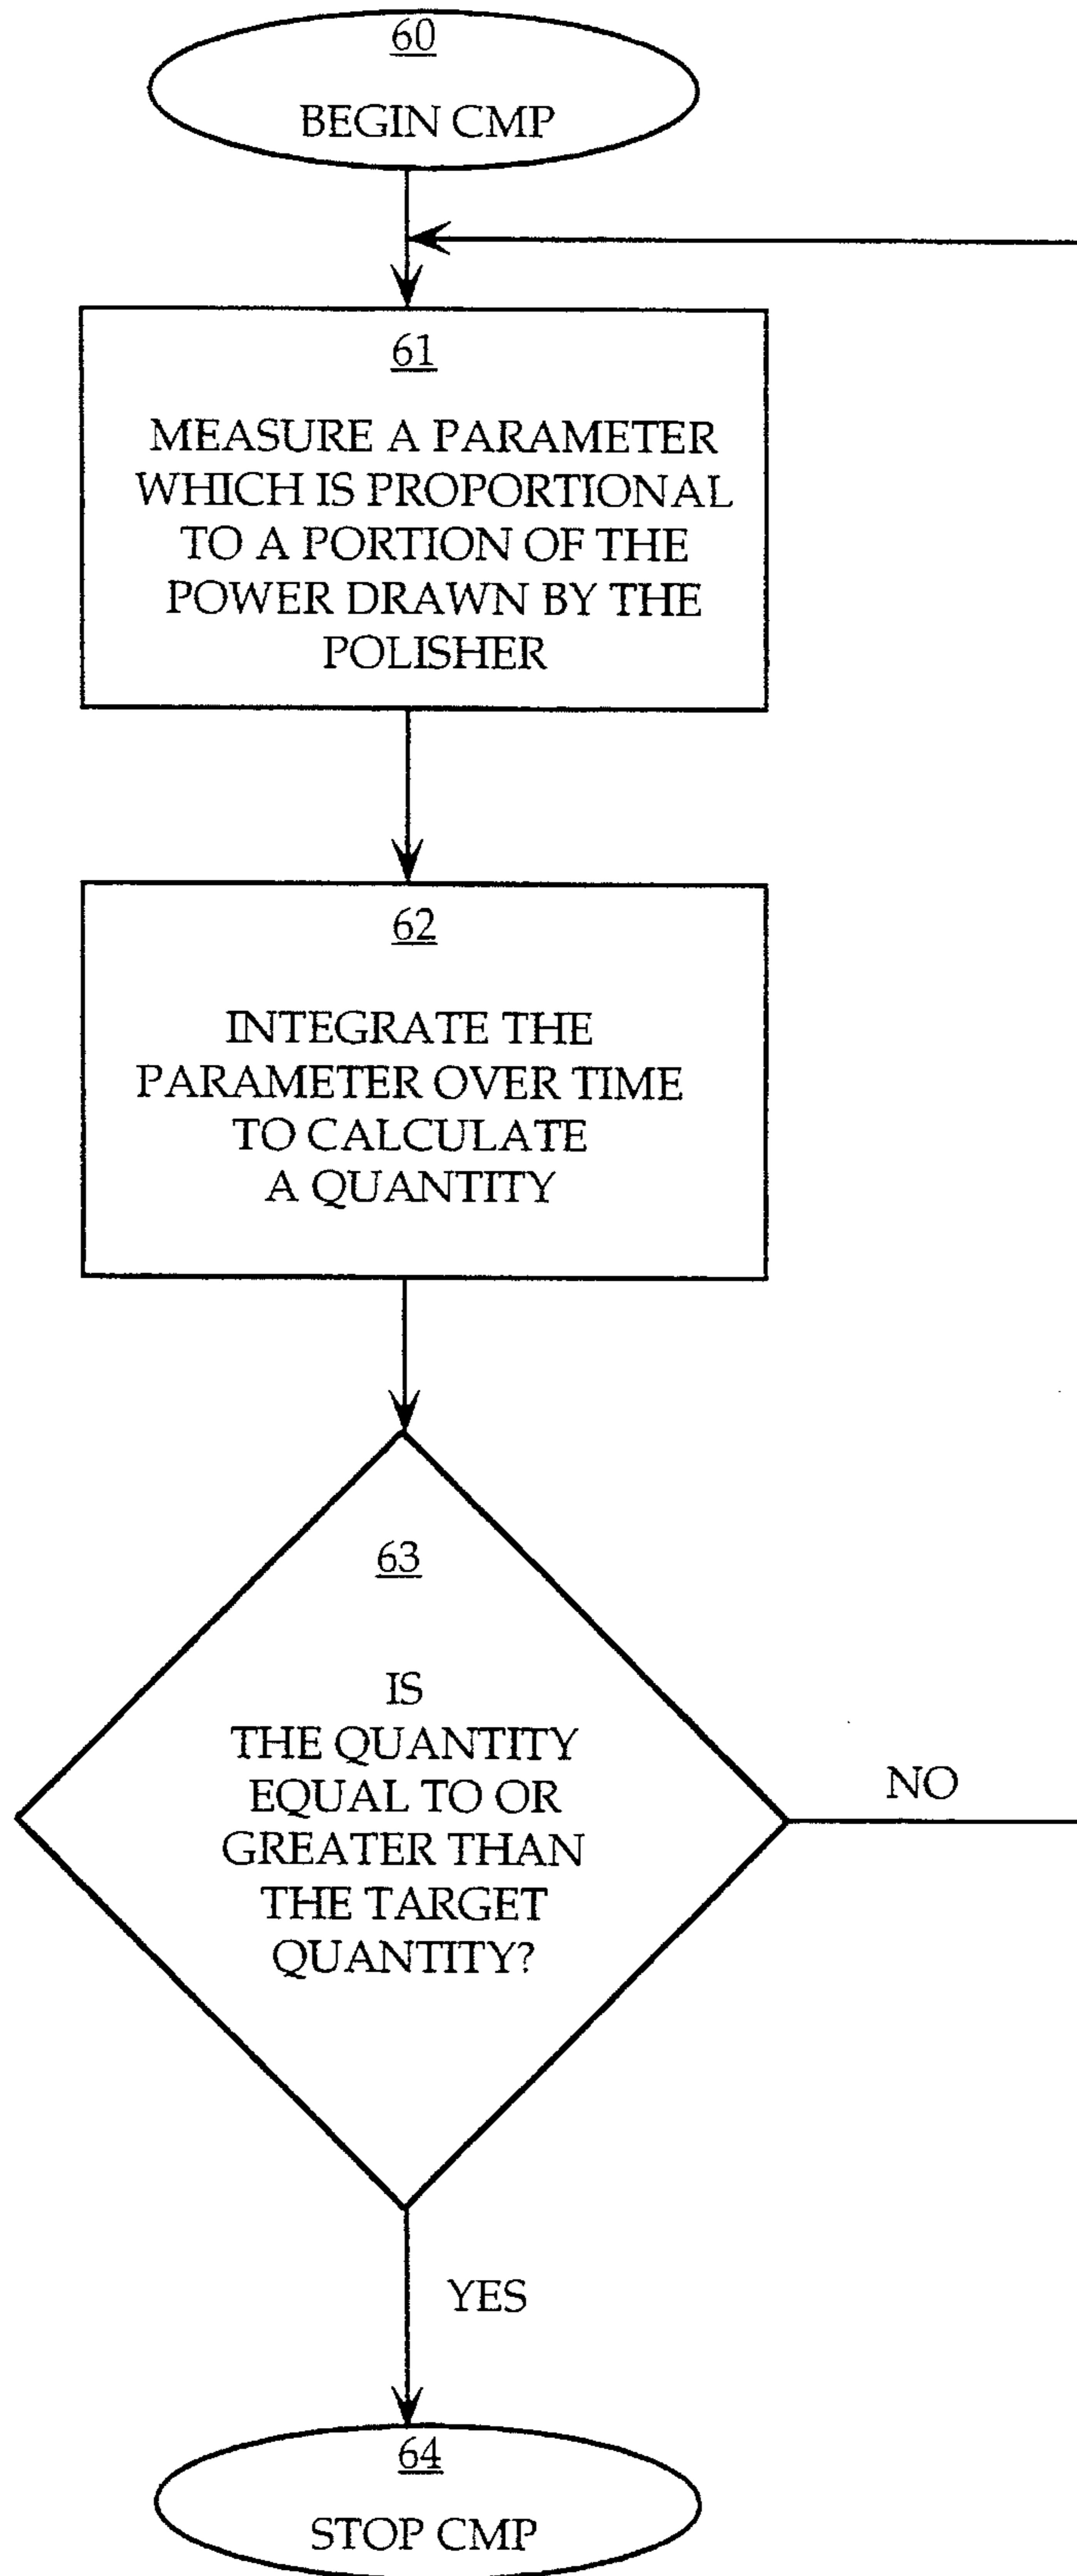 60
BEGIN CMP
61
MEASURE A PARAMETER
WHICH IS PROPORTIONAL
TO A PORTION OF THE
POWER DRAWN BY THE
POLISHER
62
INTEGRATE THE
PARAMETER OVER TIME
TO CALCULATE
A QUANTITY
63
IS
THE QUANTITY
EQUAL TO OR
GREATER THAN
THE TARGET
QUANTITY?
NO
YES
64
STOP CMP